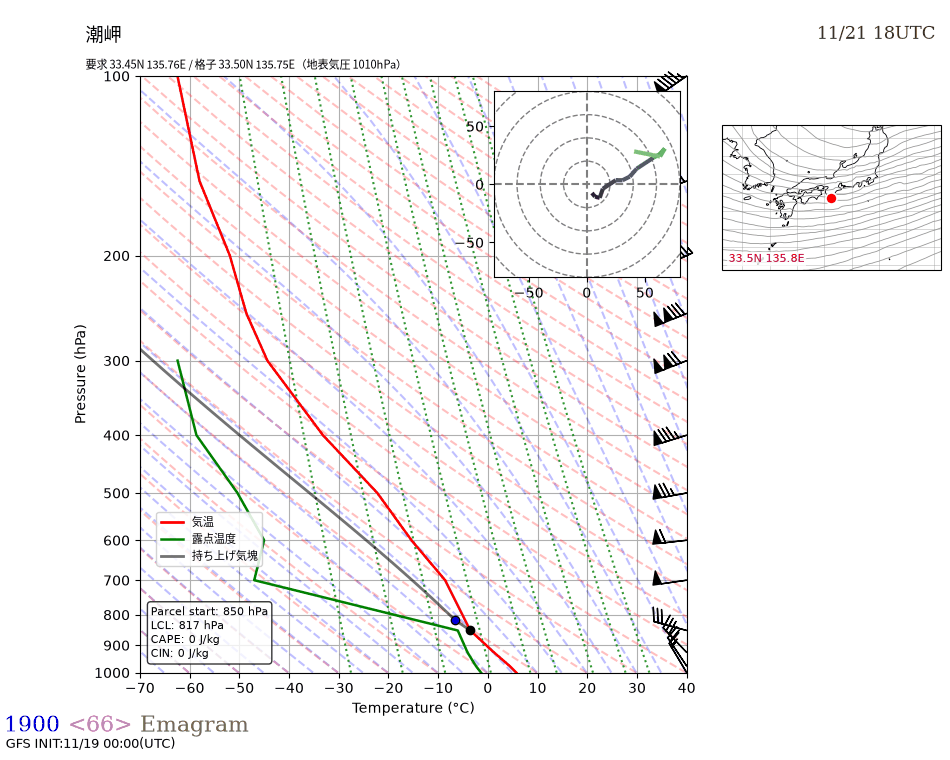 潮岬
11/21 18UTC
要求 33.45N 135.76E / 格子 33.50N 135.75E（地表気圧 1010hPa）
100
200
300
400
500
600
700
800
900
1000
Pressure (hPa)
50
0
−50
−50 0 50
33.5N 135.8E
気温
露点温度
持ち上げ気塊
Parcel start: 850 hPa
LCL: 817 hPa
CAPE: 0 J/kg
CIN: 0 J/kg
−70 −60 −50 −40 −30 −20 −10 0 10 20 30 40
Temperature (°C)
1900 <66> Emagram
GFS INIT:11/19 00:00(UTC)